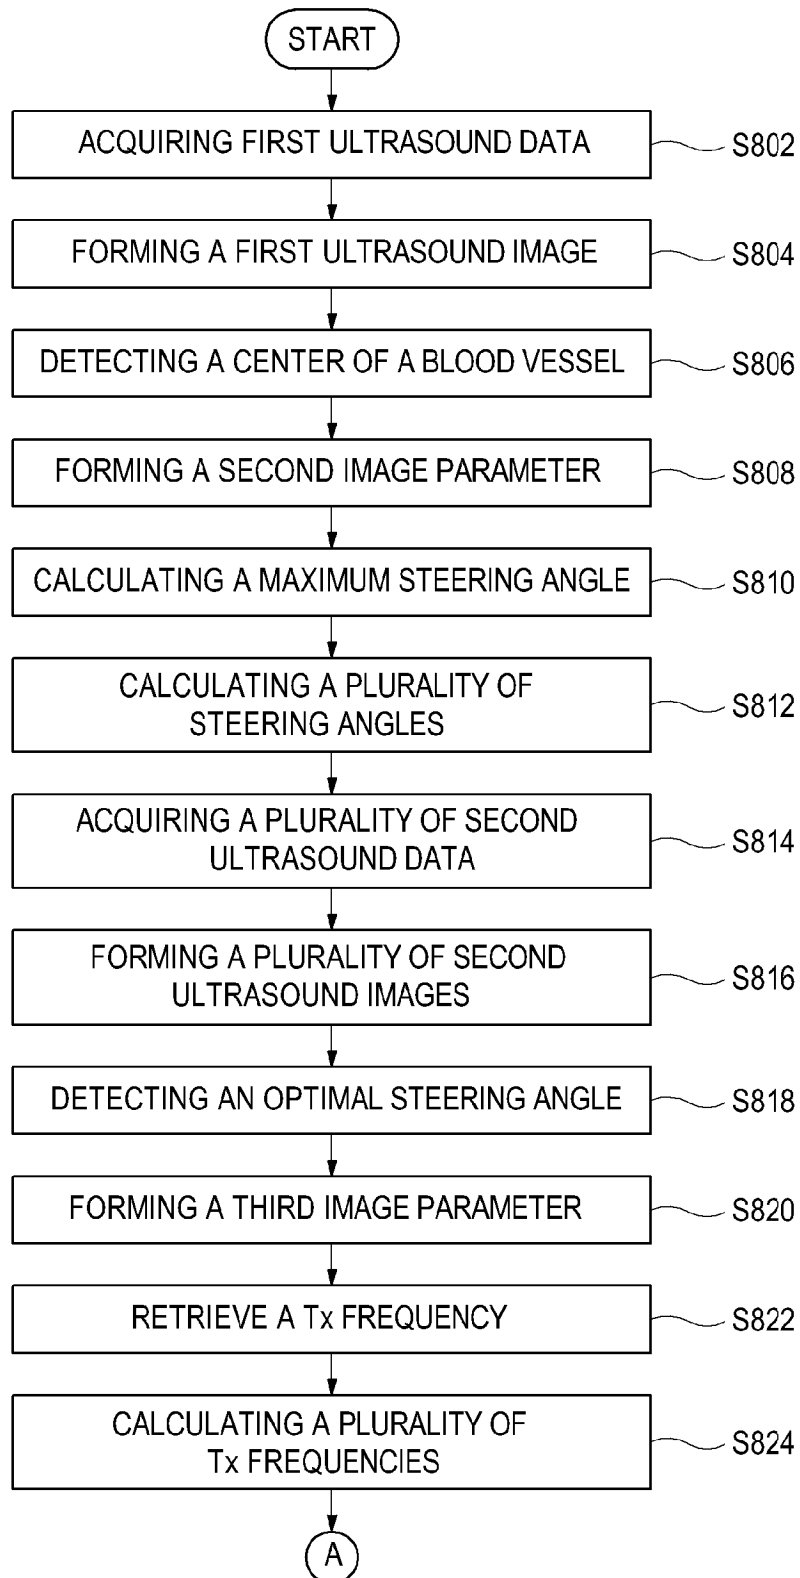 START
ACQUIRING FIRST ULTRASOUND DATA
S802
FORMING A FIRST ULTRASOUND IMAGE
S804
DETECTING A CENTER OF A BLOOD VESSEL
S806
FORMING A SECOND IMAGE PARAMETER
S808
CALCULATING A MAXIMUM STEERING ANGLE
S810
CALCULATING A PLURALITY OF
STEERING ANGLES
S812
ACQUIRING A PLURALITY OF SECOND
ULTRASOUND DATA
S814
FORMING A PLURALITY OF SECOND
ULTRASOUND IMAGES
S816
DETECTING AN OPTIMAL STEERING ANGLE
S818
FORMING A THIRD IMAGE PARAMETER
S820
RETRIEVE A Tx FREQUENCY
S822
CALCULATING A PLURALITY OF
Tx FREQUENCIES
S824
A